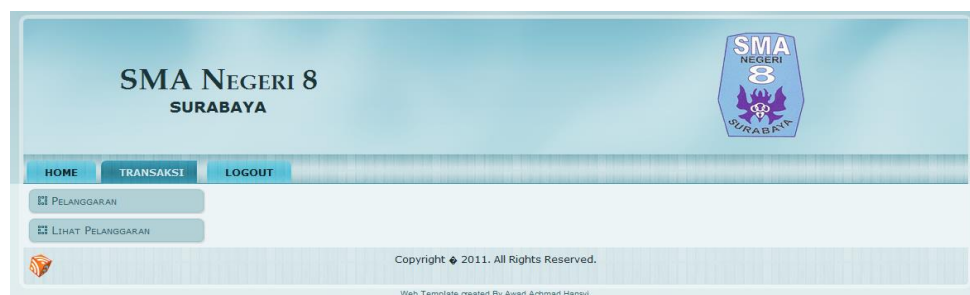 SMA NEGERI 8
SURABAYA
SMA
NEGERI
8
SURABAYA
HOME TRANSAKSI LOGOUT
PELANGGARAN
LIHAT PELANGGARAN
Copyright � 2011. All Rights Reserved.
Web Template created By Awad Achmad Hansyi